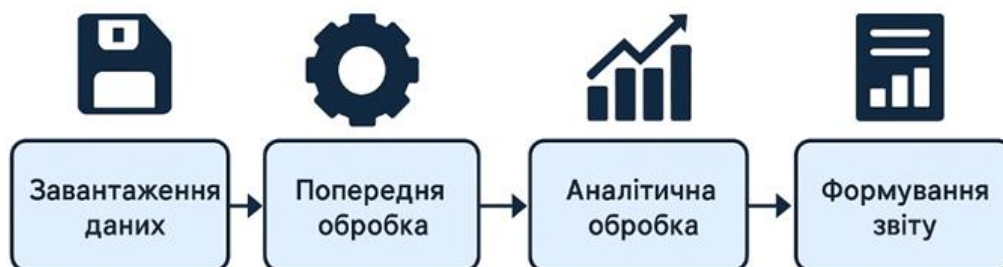 Завантаження
даних
Попередня
обробка
Аналітична
обробка
Формування
звіту